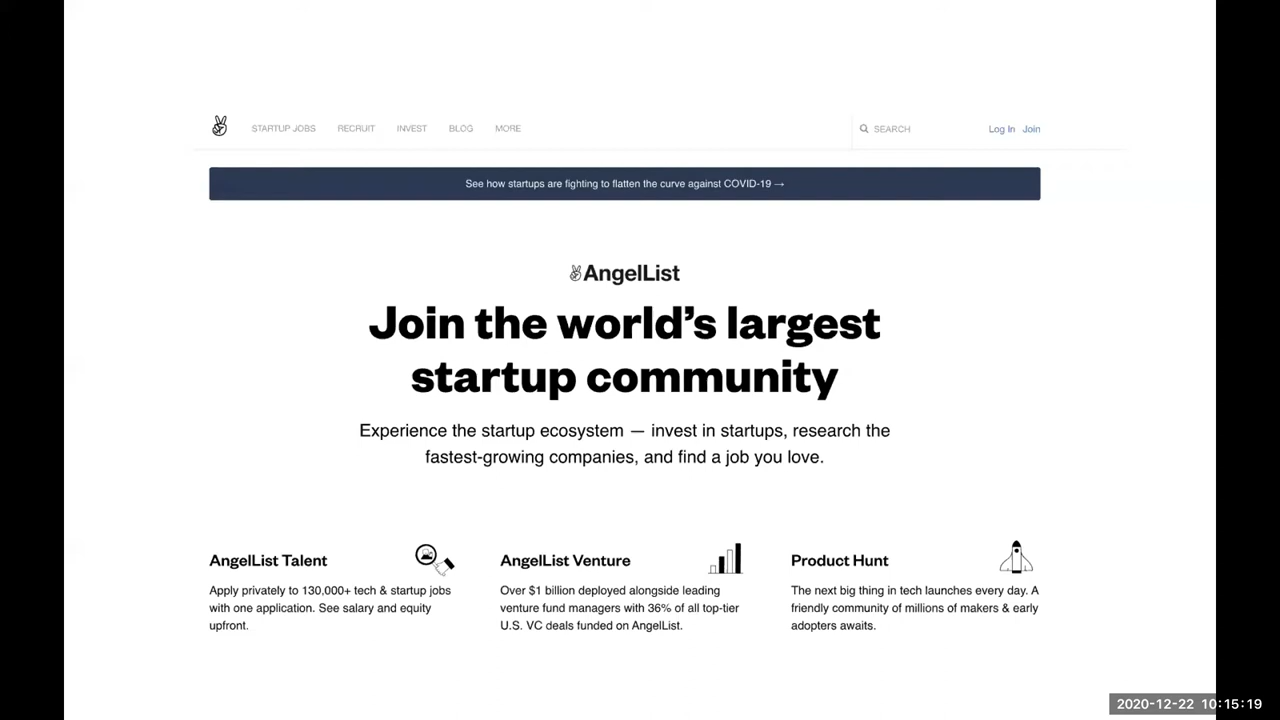 STARTUP JOBS RECRUIT INVEST BLOG MORE SEARCH Log In Join
See how startups are fighting to flatten the curve against COVID-19 →
AngelList
Join the world’s largest
startup community
Experience the startup ecosystem — invest in startups, research the
fastest-growing companies, and find a job you love.
AngelList Talent
Apply privately to 130,000+ tech & startup jobs
with one application. See salary and equity
upfront.
AngelList Venture
Over $1 billion deployed alongside leading
venture fund managers with 36% of all top-tier
U.S. VC deals funded on AngelList.
Product Hunt
The next big thing in tech launches every day. A
friendly community of millions of makers & early
adopters awaits.
2020-12-22 10:15:19